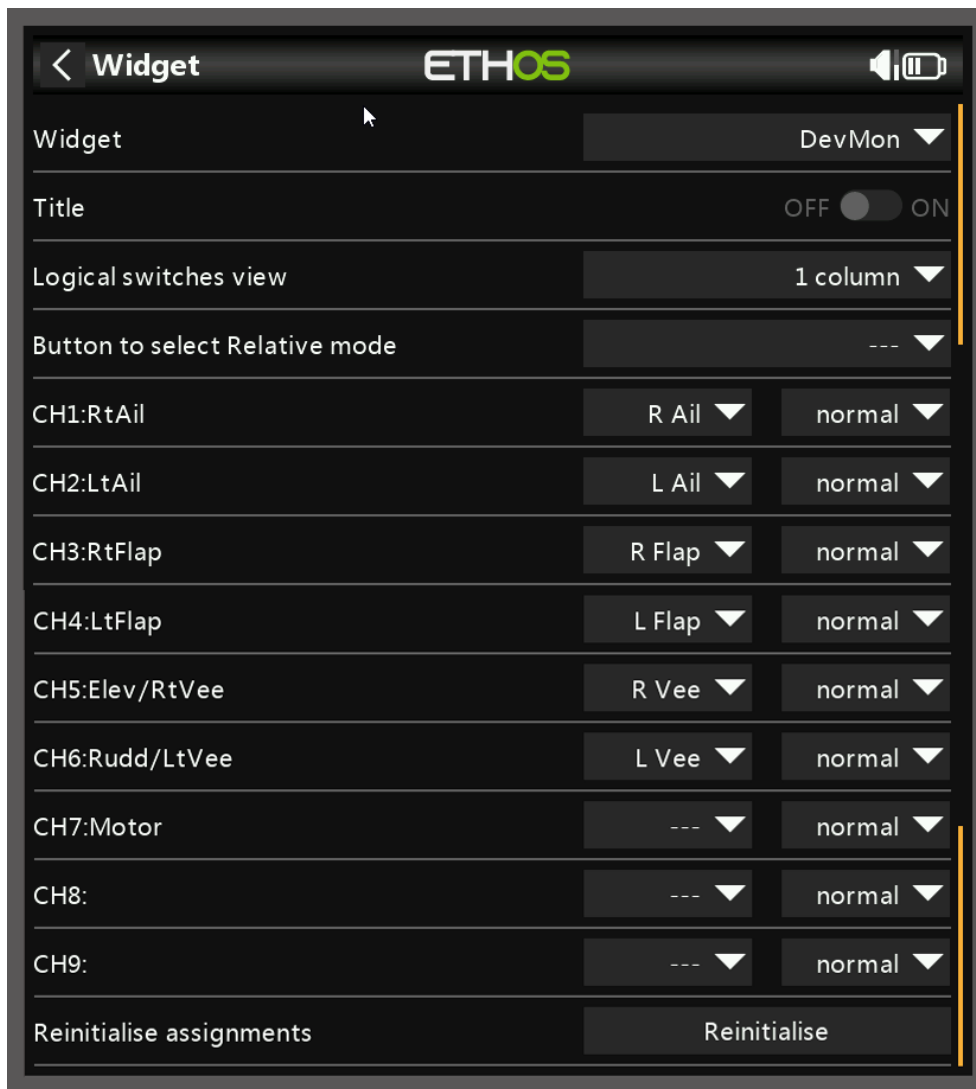 Widget ETHOS
Widget DevMon
Title OFF ON
Logical switches view 1 column
Button to select Relative mode ---
CH1:RtAil R Ail normal
CH2:LtAil L Ail normal
CH3:RtFlap R Flap normal
CH4:LtFlap L Flap normal
CH5:Elev/RtVee R Vee normal
CH6:Rudd/LtVee L Vee normal
CH7:Motor --- normal
CH8: --- normal
CH9: --- normal
Reinitialise assignments Reinitialise